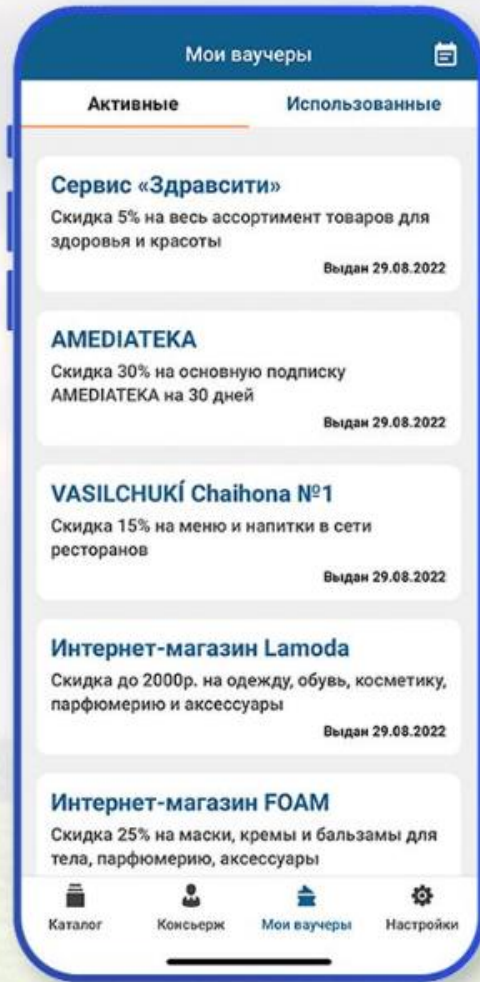 Мои ваучеры
Активные
Использованные
Сервис «Здравсити»
Скидка 5% на весь ассортимент товаров для
здоровья и красоты
Выдан 29.08.2022
AMEDIATEKA
Скидка 30% на основную подписку
AMEDIATEKA на 30 дней
Выдан 29.08.2022
VASILCHUKÍ Chaihona №1
Скидка 15% на меню и напитки в сети
ресторанов
Выдан 29.08.2022
Интернет-магазин Lamoda
Скидка до 2000р. на одежду, обувь, косметику,
парфюмерию и аксессуары
Выдан 29.08.2022
Интернет-магазин FOAM
Скидка 25% на маски, кремы и бальзамы для
тела, парфюмерию, аксессуары
Каталог
Консьерж
Мои ваучеры
Настройки